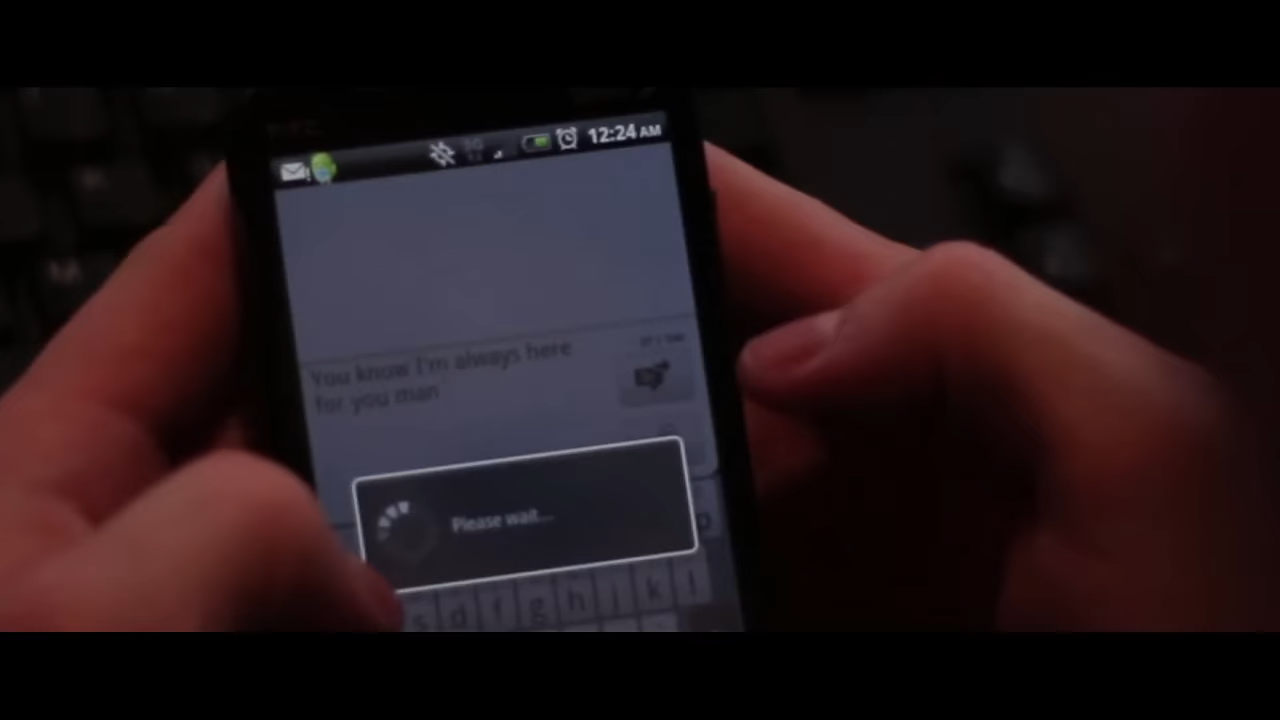 12:24 AM
You know I'm always here
for you man
Please wait...
p
s d f g h j k l